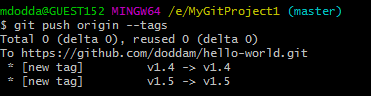 mdodda@GUEST152 MINGW64 /e/MyGitProject1 (master)
$ git push origin --tags
Total 0 (delta 0), reused 0 (delta 0)
To https://github.com/doddam/hello-world.git
 * [new tag]         v1.4 -> v1.4
 * [new tag]         v1.5 -> v1.5